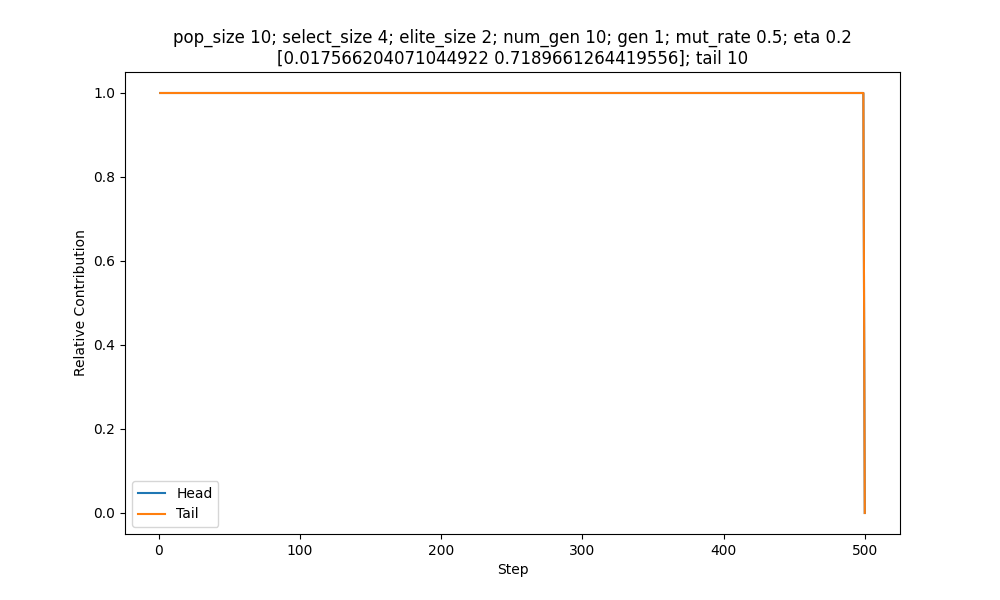 pop_size 10; select_size 4; elite_size 2; num_gen 10; gen 1; mut_rate 0.5; eta 0.2
[0.017566204071044922 0.7189661264419556]; tail 10
1.0
0.8
0.6
0.4
0.2
0.0
Relative Contribution
Head
Tail
0
100
200
300
400
500
Step